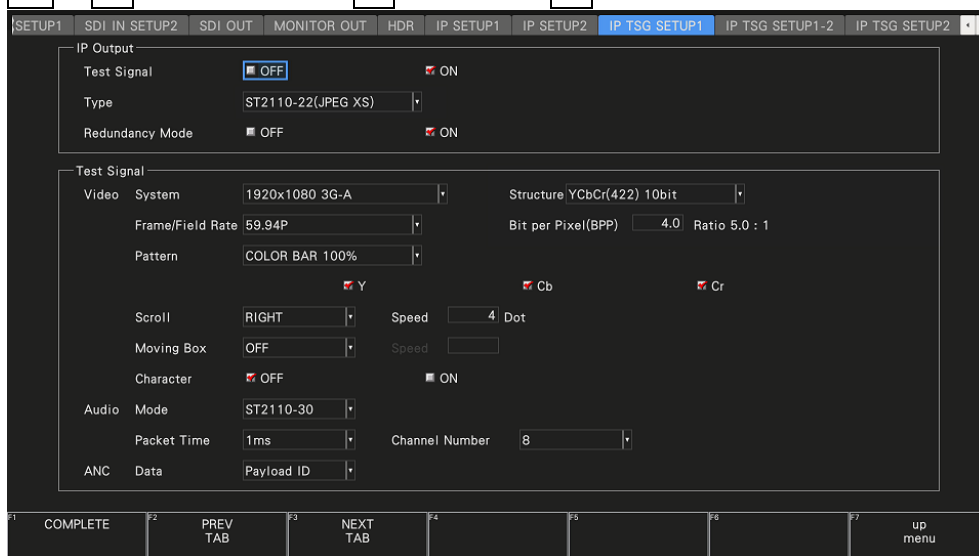 SETUP1 SDI IN SETUP2 SDI OUT MONITOR OUT HDR IP SETUP1 IP SETUP2 IP TSG SETUP1 IP TSG SETUP1-2 IP TSG SETUP2
IP Output
Test Signal OFF ON
Type ST2110-22(JPEG XS)
Redundancy Mode OFF ON
Test Signal
Video System 1920x1080 3G-A Structure YCbCr(422) 10bit
Frame/Field Rate 59.94P Bit per Pixel(BPP) 4.0 Ratio 5.0 : 1
Pattern COLOR BAR 100%
Y Cb Cr
Scroll RIGHT Speed 4 Dot
Moving Box OFF Speed
Character OFF ON
Audio Mode ST2110-30
Packet Time 1ms Channel Number 8
ANC Data Payload ID
F1 COMPLETE F2 PREV TAB F3 NEXT TAB F4 F5 F6 F7 up menu